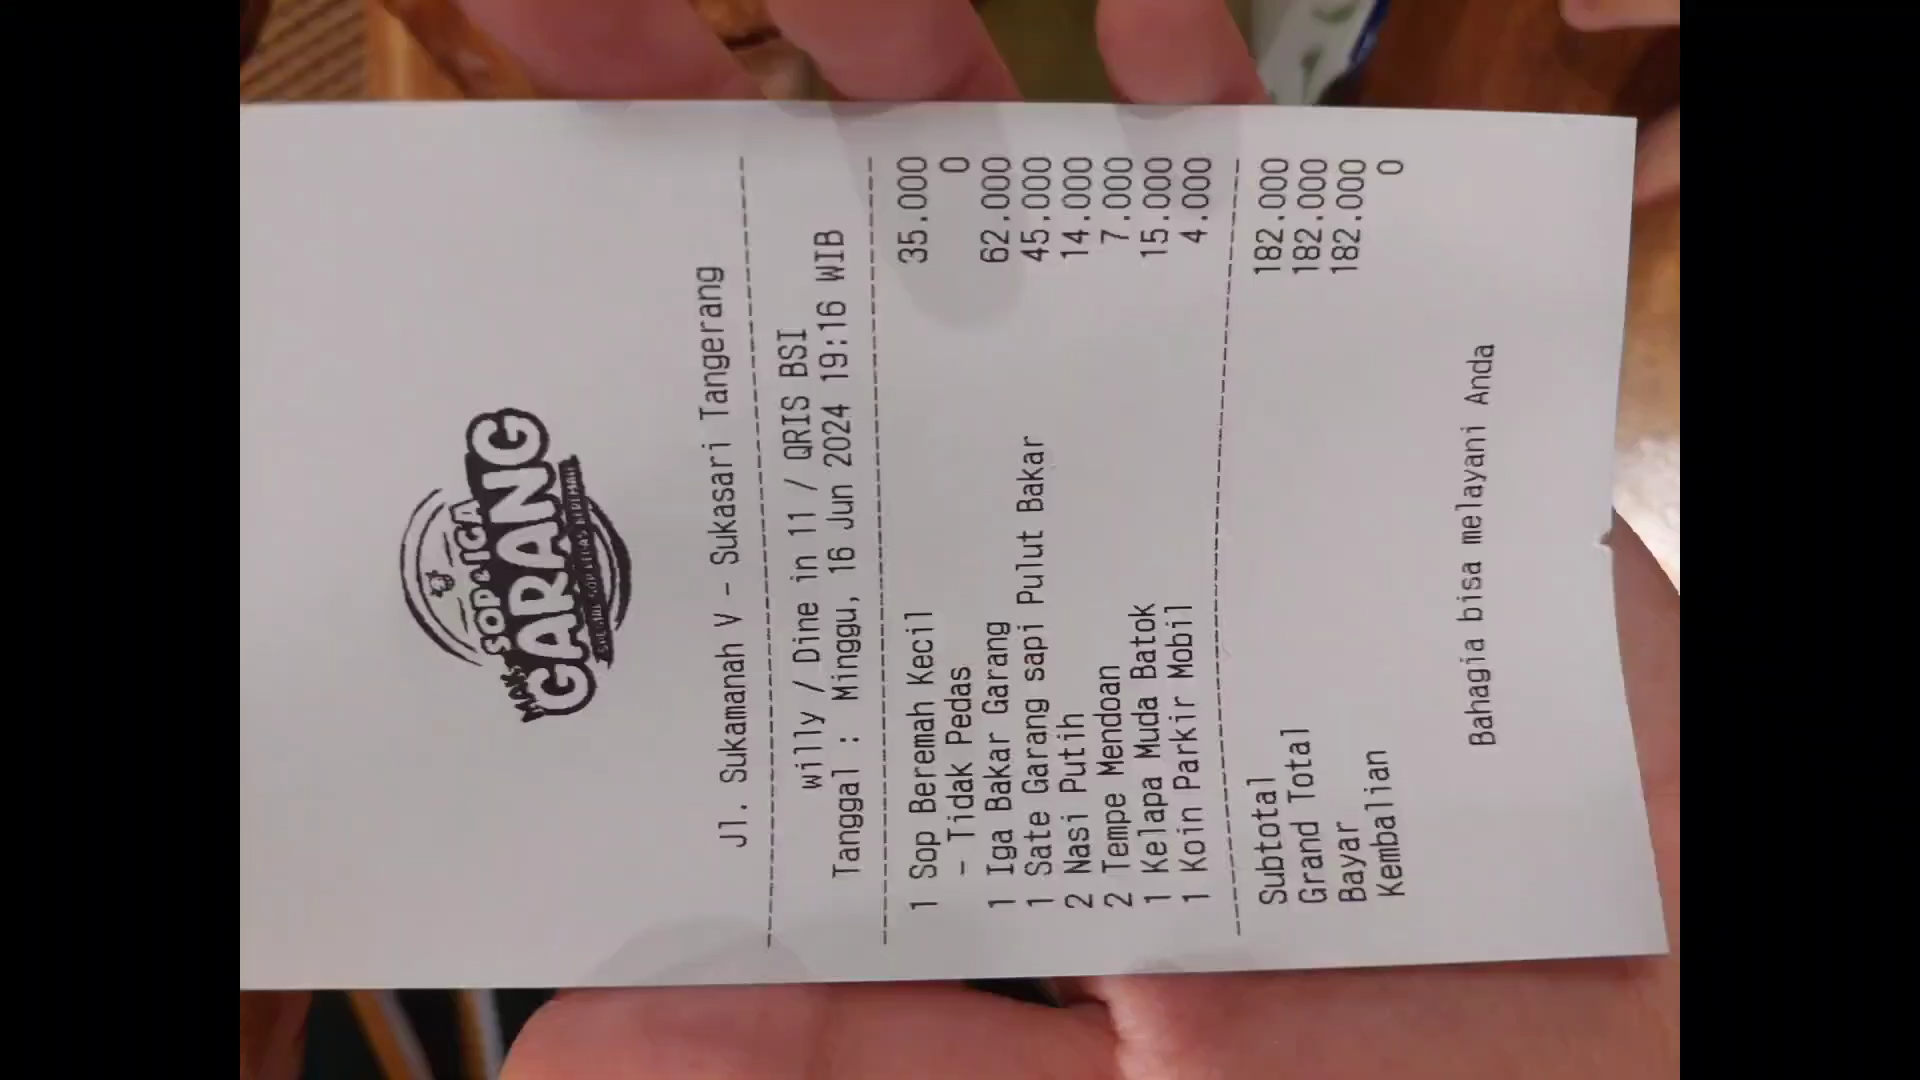 MAK'
SOP & IGA
GARANG
Jl. Sukamanah V - Sukasari Tangerang
willy / Dine in 11 / QRIS BSI
Tanggal : Minggu, 16 Jun 2024 19:16 WIB
1 Sop Beremah Kecil 35.000
- Tidak Pedas 0
1 Iga Bakar Garang 62.000
1 Sate Garang sapi Pulut Bakar 45.000
2 Nasi Putih 14.000
2 Tempe Mendoan 7.000
1 Kelapa Muda Batok 15.000
1 Koin Parkir Mobil 4.000
Subtotal 182.000
Grand Total 182.000
Bayar 182.000
Kembalian 0
Bahagia bisa melayani Anda